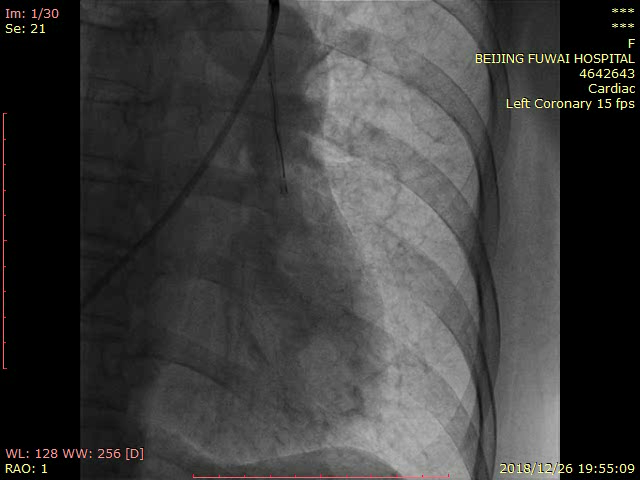 Im: 1/30
Se: 21
***
***
F
BEIJING FUWAI HOSPITAL
4642643
Cardiac
Left Coronary 15 fps
WL: 128 WW: 256 [D]
RAO: 1
2018/12/26 19:55:09